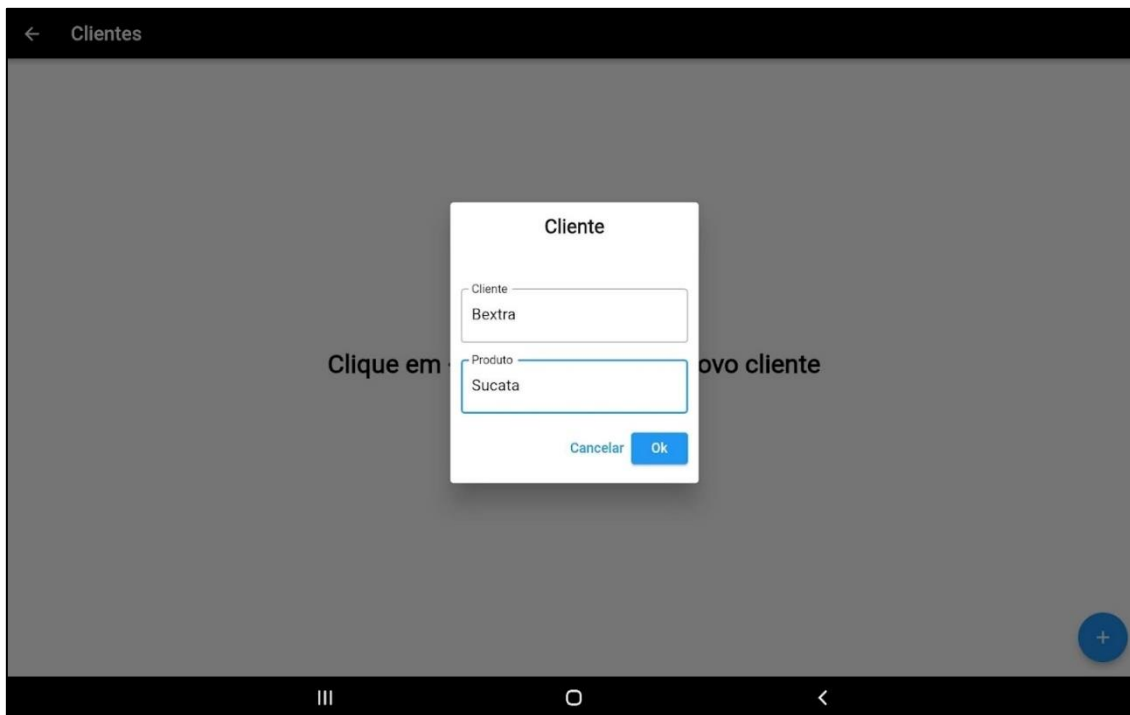 Clientes
Cliente
Cliente
Bextra
Clique em
ovo cliente
Produto
Sucata
Cancelar
Ok
+